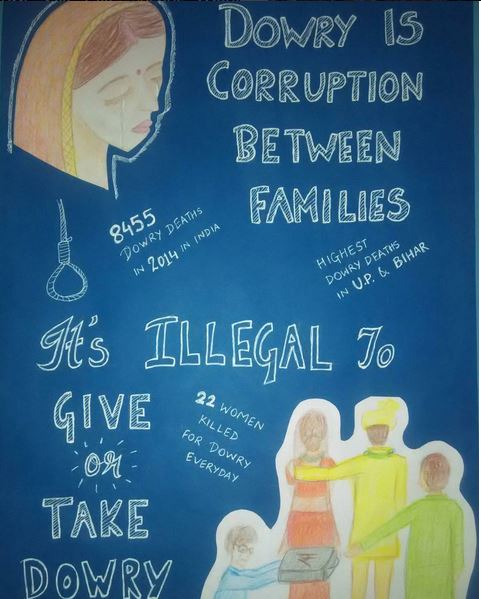 DOWRY IS
CORRUPTION
BETWEEN
FAMILIES
8455
DOWRY DEATHS
IN 2014 IN INDIA
HIGHEST
DOWRY DEATHS
IN U.P. & BIHAR
It's ILLEGAL To
GIVE
or
TAKE
DOWRY
22 WOMEN
KILLED
FOR DOWRY
EVERYDAY
₹